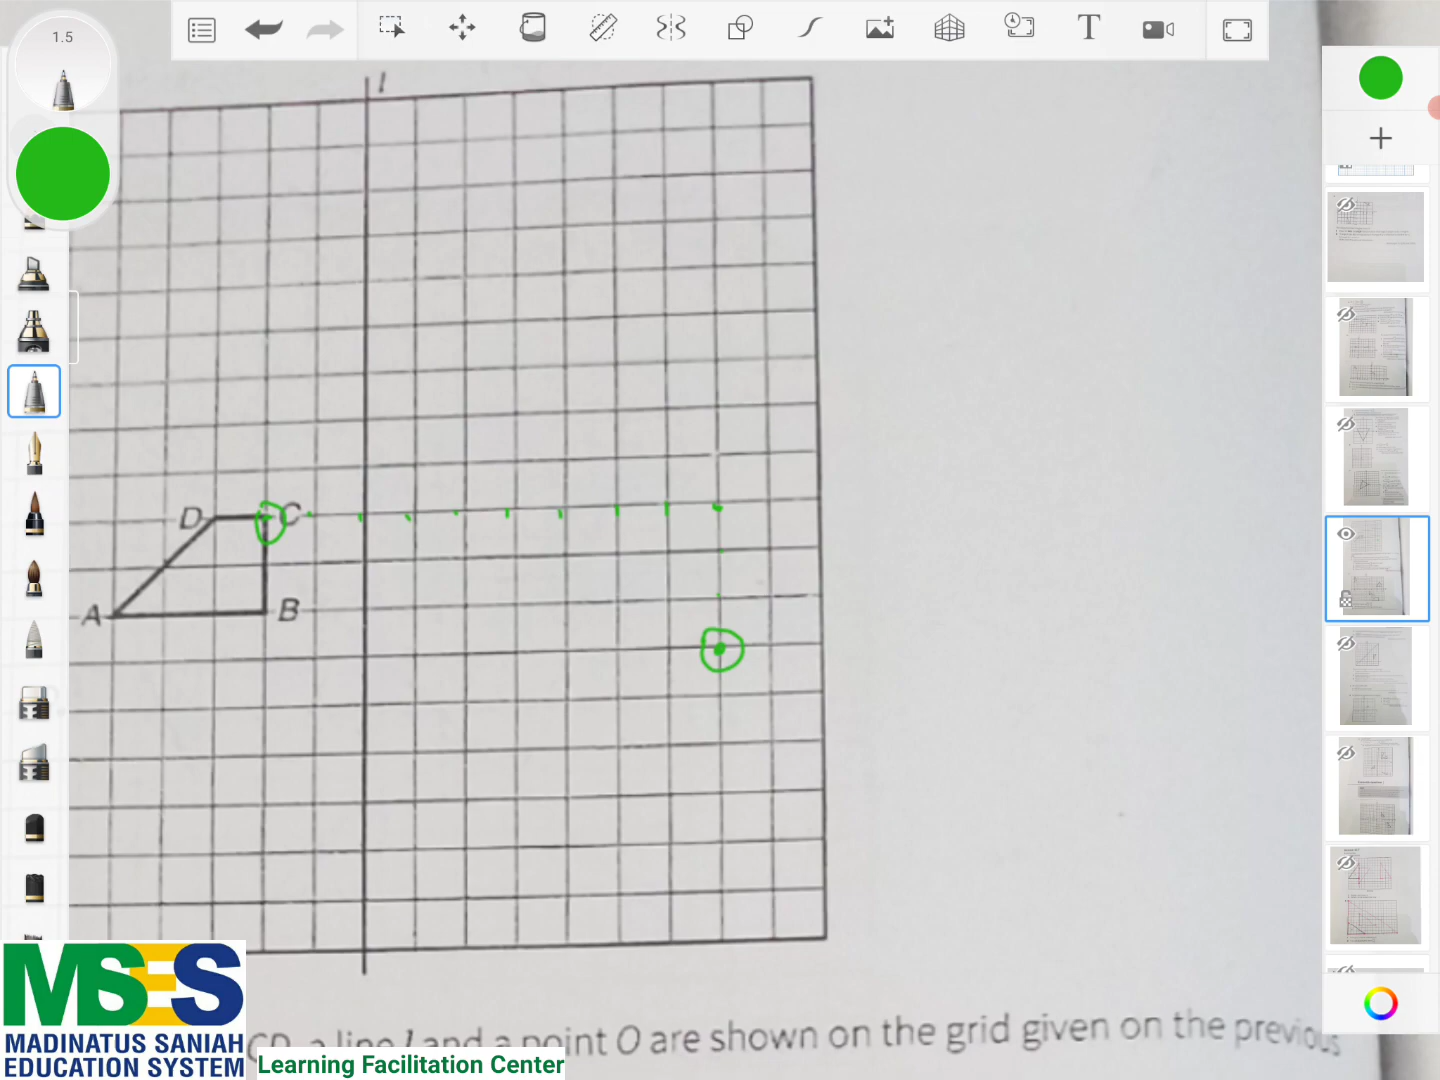 1.5
T
l
D C
A B
CD, a line l and a point O are shown on the grid given on the previous
MSES
MADINATUS SANIAH
EDUCATION SYSTEM
Learning Facilitation Center